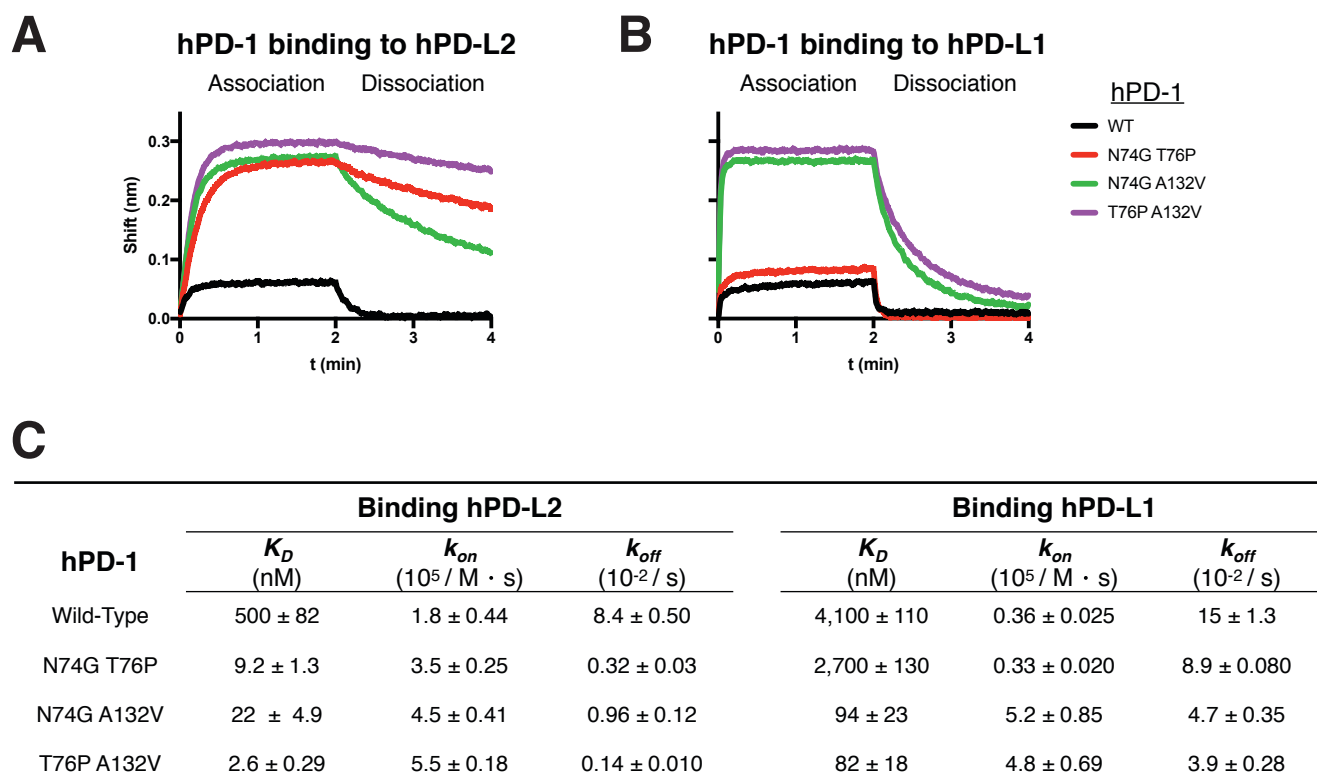 A
hPD-1 binding to hPD-L2
Association Dissociation
Shift (nm)
0.3
0.2
0.1
0.0
0 1 2 3 4
t (min)
B
hPD-1 binding to hPD-L1
Association Dissociation
0 1 2 3 4
t (min)
hPD-1
WT
N74G T76P
N74G A132V
T76P A132V
C
Binding hPD-L2 Binding hPD-L1
hPD-1 K_D (nM) k_on (10⁵ / M · s) k_off (10⁻² / s) K_D (nM) k_on (10⁵ / M · s) k_off (10⁻² / s)
Wild-Type 500 ± 82 1.8 ± 0.44 8.4 ± 0.50 4,100 ± 110 0.36 ± 0.025 15 ± 1.3
N74G T76P 9.2 ± 1.3 3.5 ± 0.25 0.32 ± 0.03 2,700 ± 130 0.33 ± 0.020 8.9 ± 0.080
N74G A132V 22 ± 4.9 4.5 ± 0.41 0.96 ± 0.12 94 ± 23 5.2 ± 0.85 4.7 ± 0.35
T76P A132V 2.6 ± 0.29 5.5 ± 0.18 0.14 ± 0.010 82 ± 18 4.8 ± 0.69 3.9 ± 0.28